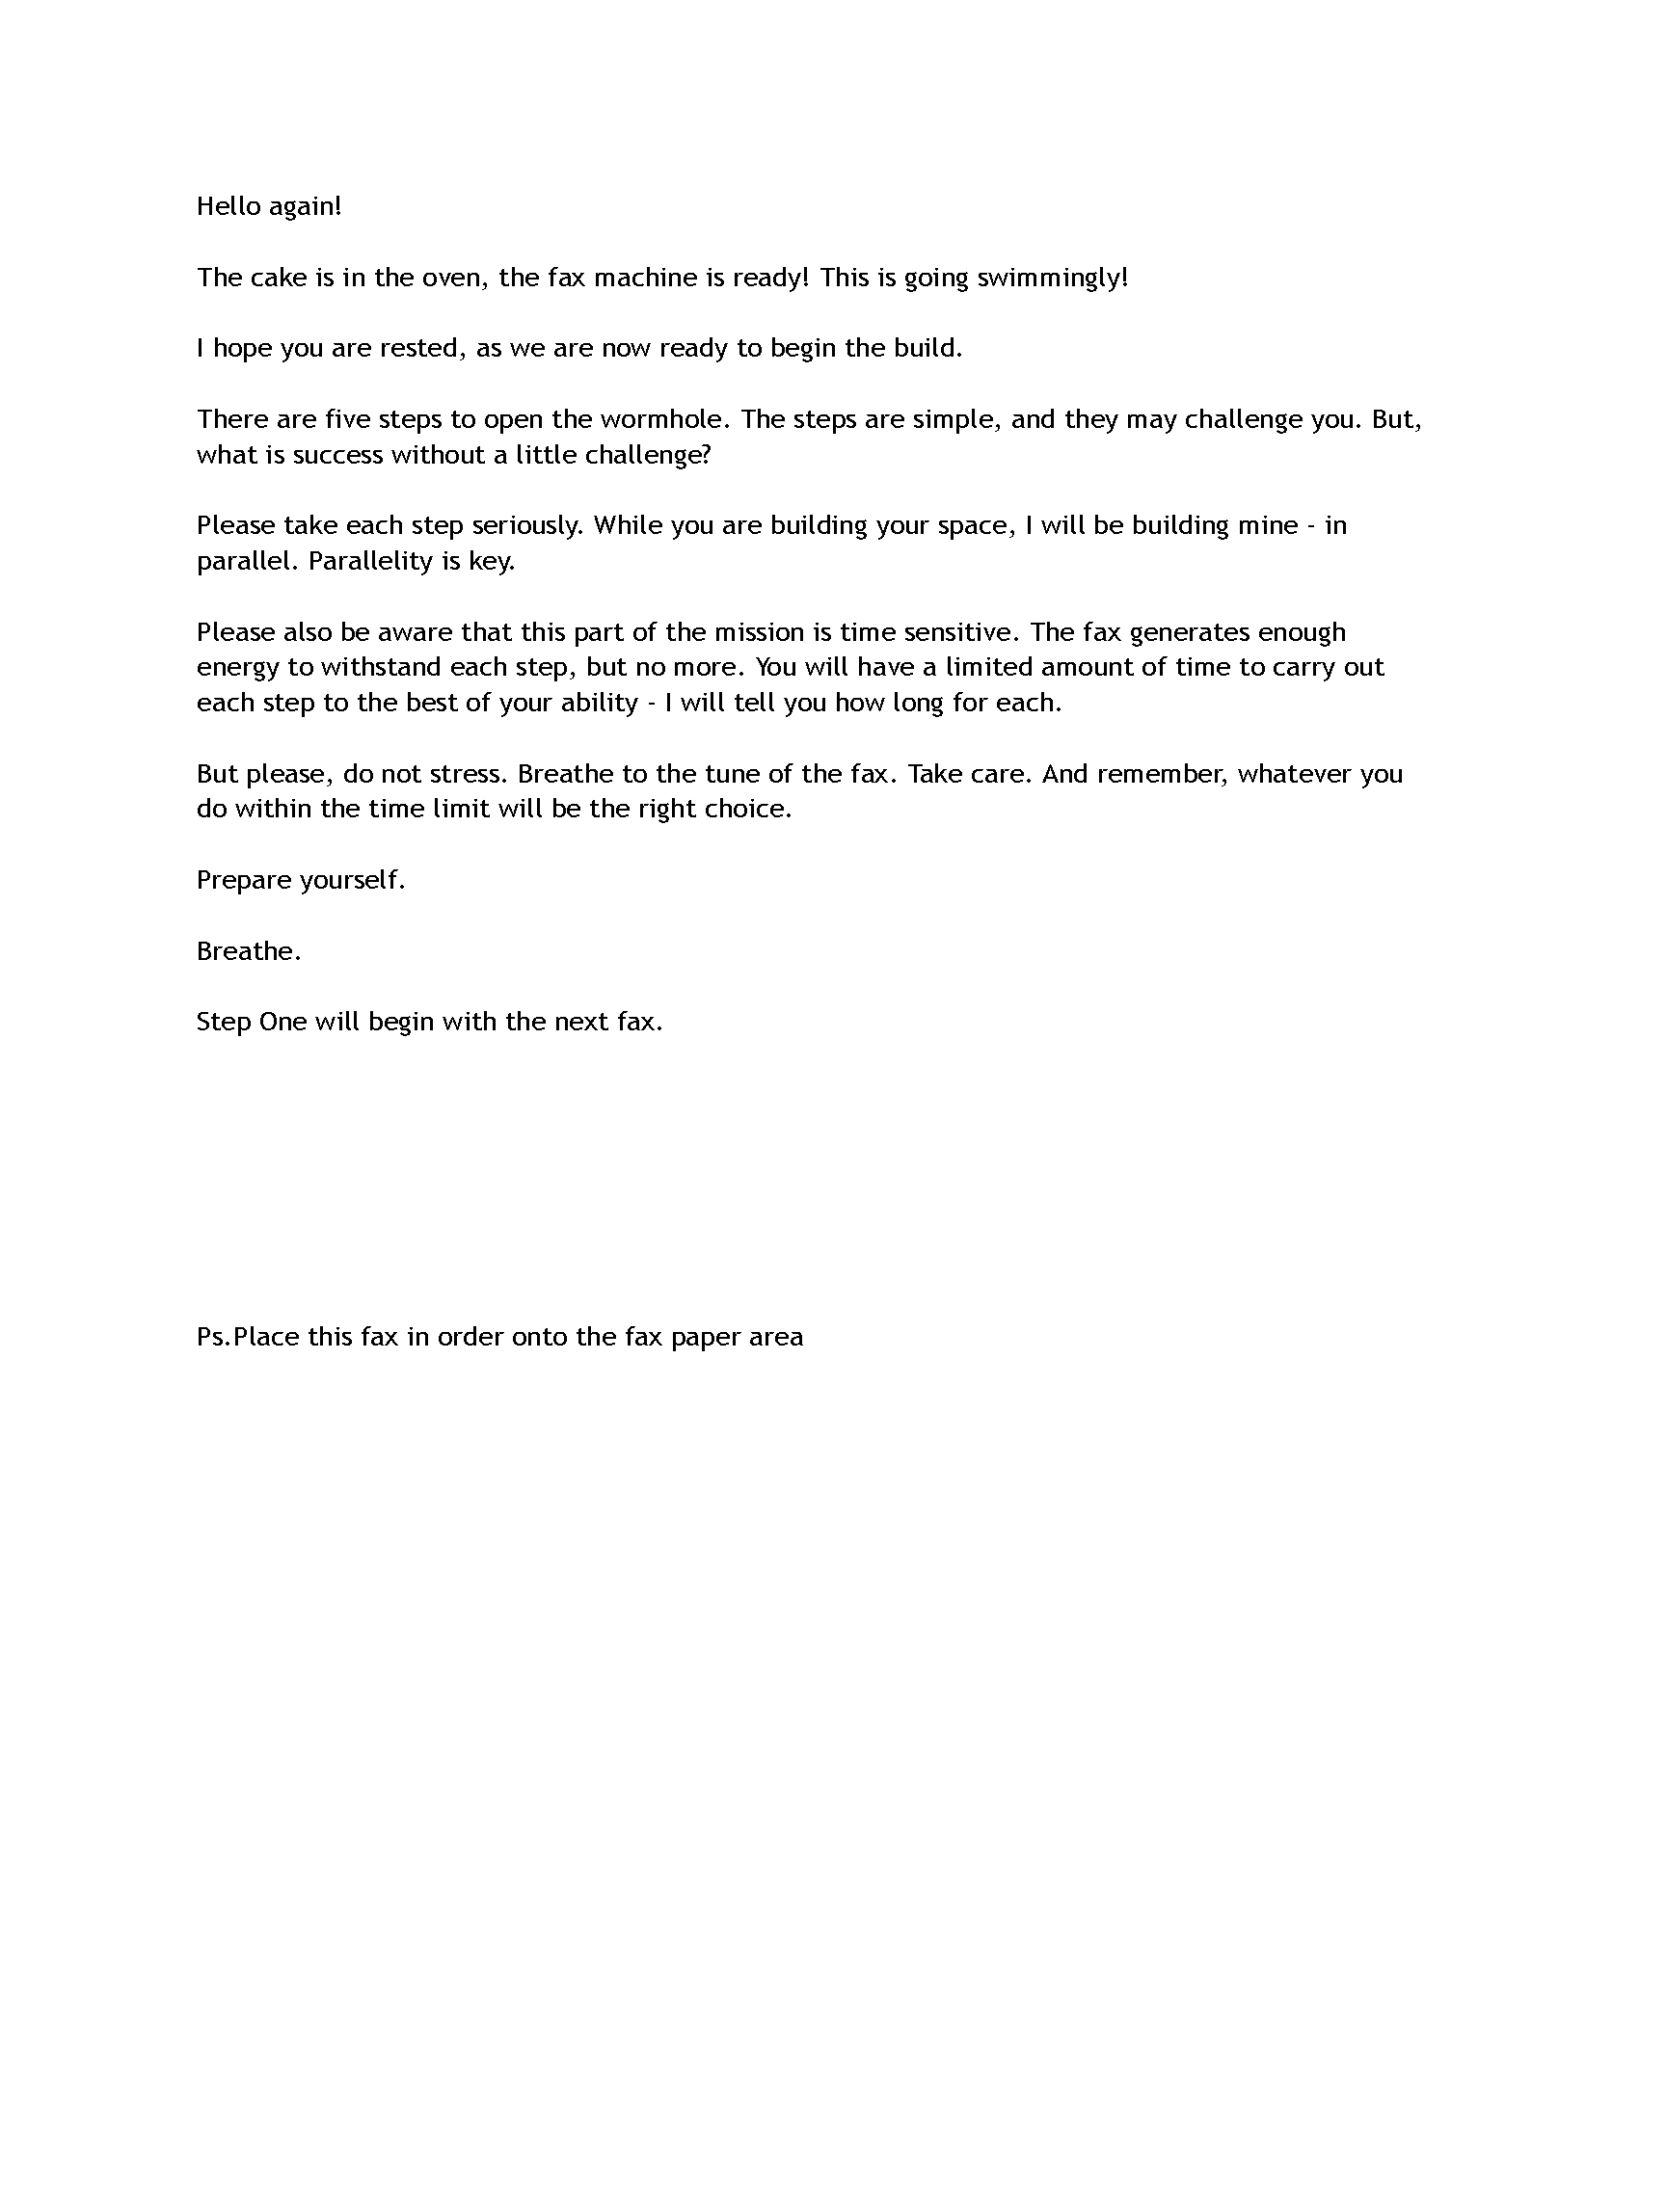 Hello again!
The cake is in the oven, the fax machine is ready! This is going swimmingly!
I hope you are rested, as we are now ready to begin the build.
There are five steps to open the wormhole. The steps are simple, and they may challenge you. But,
what is success without a little challenge?
Please take each step seriously. While you are building your space, I will be building mine - in
parallel. Parallelity is key.
Please also be aware that this part of the mission is time sensitive. The fax generates enough
energy to withstand each step, but no more. You will have a limited amount of time to carry out
each step to the best of your ability - I will tell you how long for each.
But please, do not stress. Breathe to the tune of the fax. Take care. And remember, whatever you
do within the time limit will be the right choice.
Prepare yourself.
Breathe.
Step One will begin with the next fax.
Ps.Place this fax in order onto the fax paper area